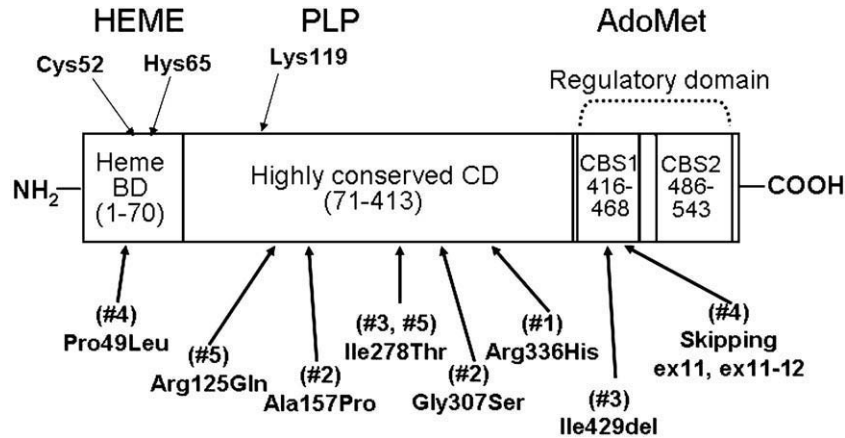 HEME PLP AdoMet
Cys52 Hys65 Lys119
Regulatory domain
NH2 COOH
Heme
BD
(1-70)
Highly conserved CD
(71-413)
CBS1
416-
468
CBS2
486-
543
(#4)
Pro49Leu
(#5)
Arg125Gln
(#2)
Ala157Pro
(#3, #5)
Ile278Thr
(#2)
Gly307Ser
(#1)
Arg336His
(#3)
Ile429del
(#4)
Skipping
ex11, ex11-12